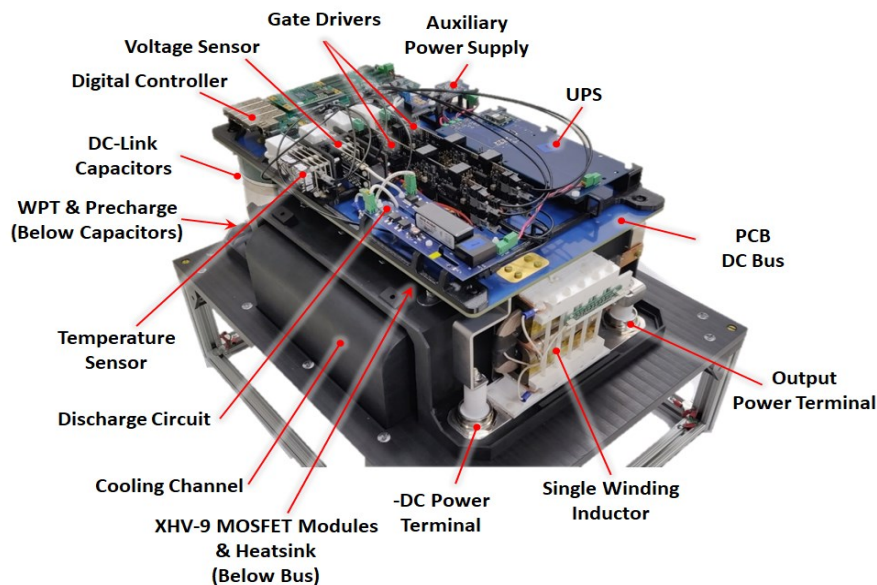 Gate Drivers
Auxiliary
Power Supply
Voltage Sensor
Digital Controller
UPS
DC-Link
Capacitors
WPT & Precharge
(Below Capacitors)
PCB
DC Bus
Temperature
Sensor
Output
Power Terminal
Discharge Circuit
Cooling Channel
-DC Power
Terminal
Single Winding
Inductor
XHV-9 MOSFET Modules
& Heatsink
(Below Bus)